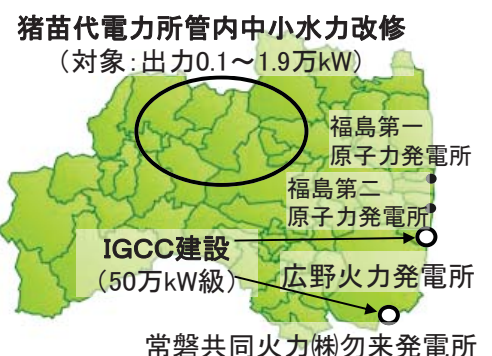 猪苗代電力所管内中小水力改修
（対象：出力0.1～1.9万kW）
福島第一
原子力発電所
福島第二
原子力発電所
IGCC建設
（50万kW級）
広野火力発電所
常磐共同火力㈱勿来発電所